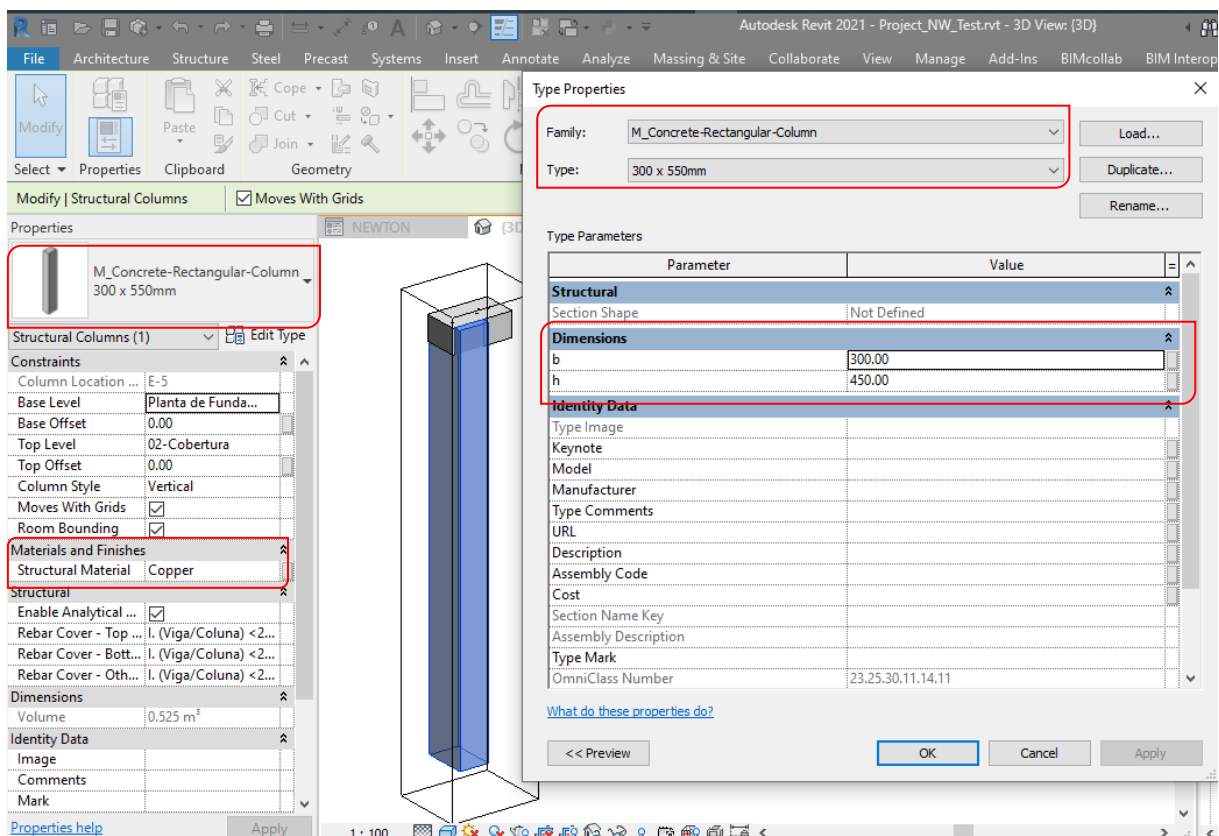 Autodesk Revit 2021 - Project_NW_Test.rvt - 3D View: {3D}
File Architecture Structure Steel Precast Systems Insert Annotate Analyze Massing & Site Collaborate View Manage Add-Ins BIMcollab BIM Interop
Modify
Paste
Cope
Cut
Join
Select Properties Clipboard Geometry
Modify | Structural Columns Moves With Grids
Properties
NEWTON
{3D
M_Concrete-Rectangular-Column
300 x 550mm
Structural Columns (1) Edit Type
Constraints
Column Location ... E-5
Base Level Planta de Funda...
Base Offset 0.00
Top Level 02-Cobertura
Top Offset 0.00
Column Style Vertical
Moves With Grids
Room Bounding
Materials and Finishes
Structural Material Copper
Structural
Enable Analytical ...
Rebar Cover - Top ... I. (Viga/Coluna) <2...
Rebar Cover - Bott... I. (Viga/Coluna) <2...
Rebar Cover - Oth... I. (Viga/Coluna) <2...
Dimensions
Volume 0.525 m³
Identity Data
Image
Comments
Mark
Properties help Apply
1 : 100
Type Properties
Family: M_Concrete-Rectangular-Column Load...
Type: 300 x 550mm Duplicate...
Rename...
Type Parameters
Parameter Value =
Structural
Section Shape Not Defined
Dimensions
b 300.00
h 450.00
Identity Data
Type Image
Keynote
Model
Manufacturer
Type Comments
URL
Description
Assembly Code
Cost
Section Name Key
Assembly Description
Type Mark
OmniClass Number 23.25.30.11.14.11
What do these properties do?
<< Preview OK Cancel Apply